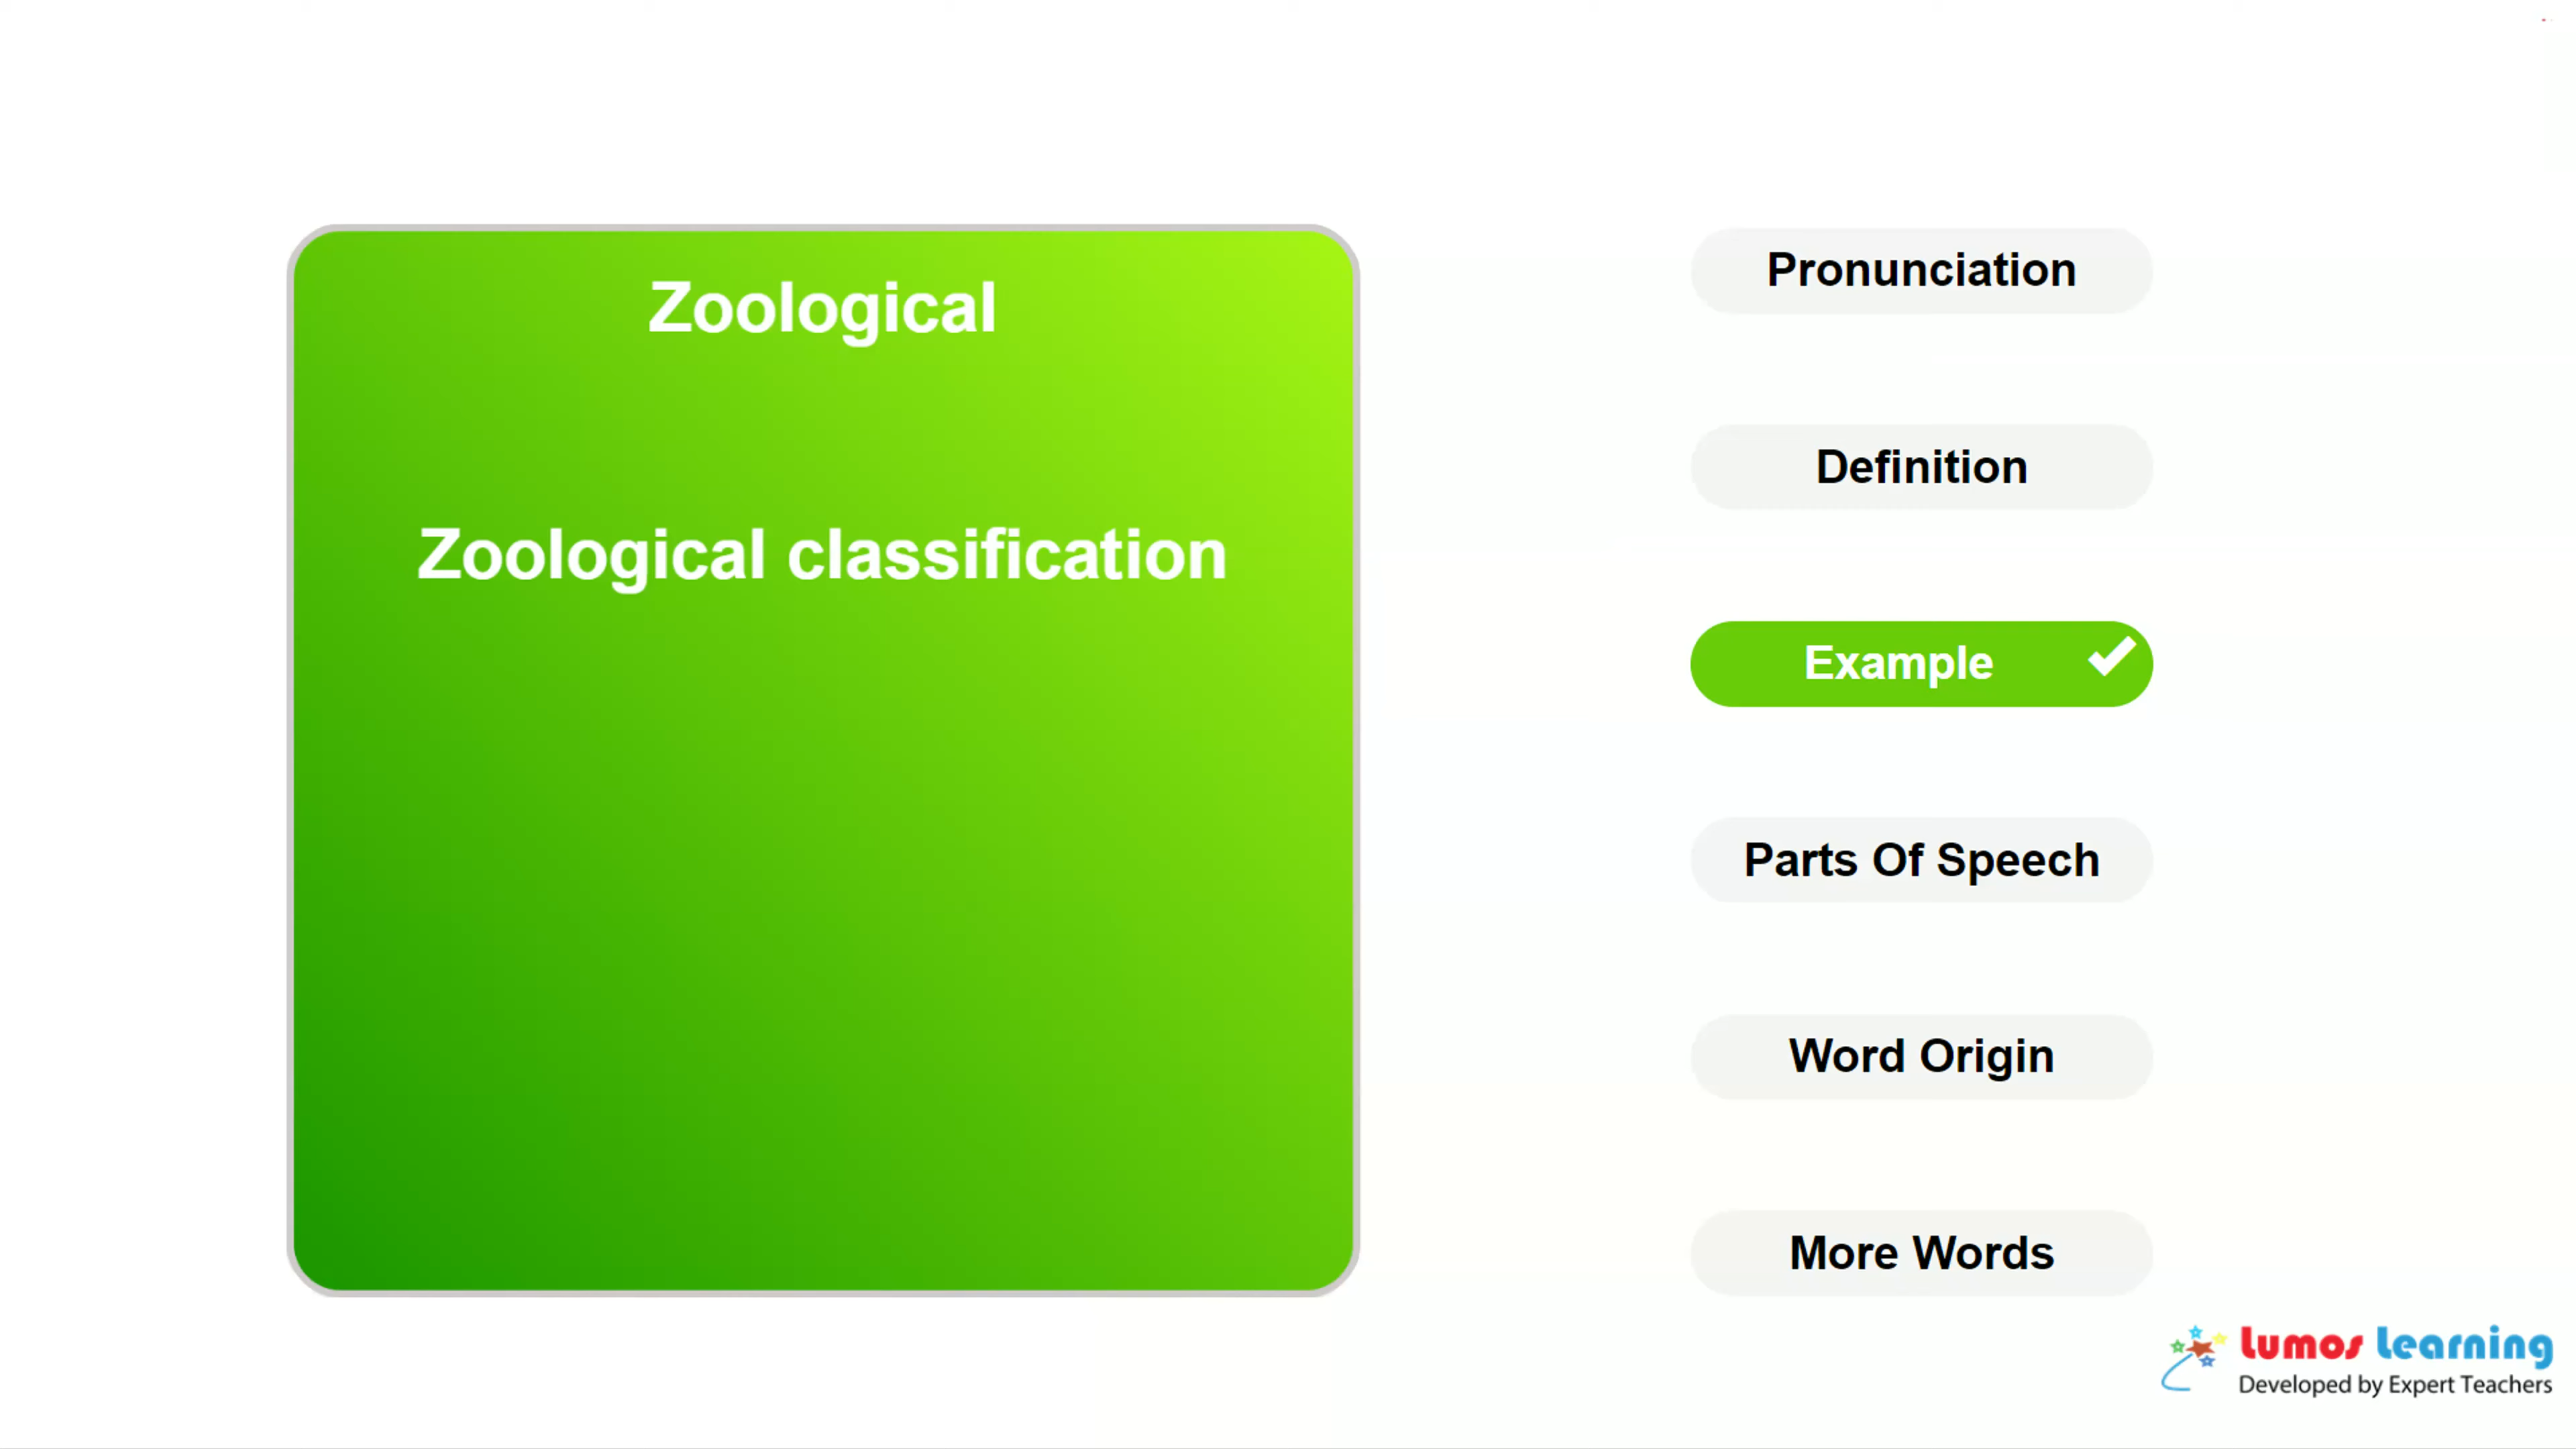 Zoological
Zoological classification
Pronunciation
Definition
Example
Parts Of Speech
Word Origin
More Words
Lumos Learning
Developed by Expert Teachers